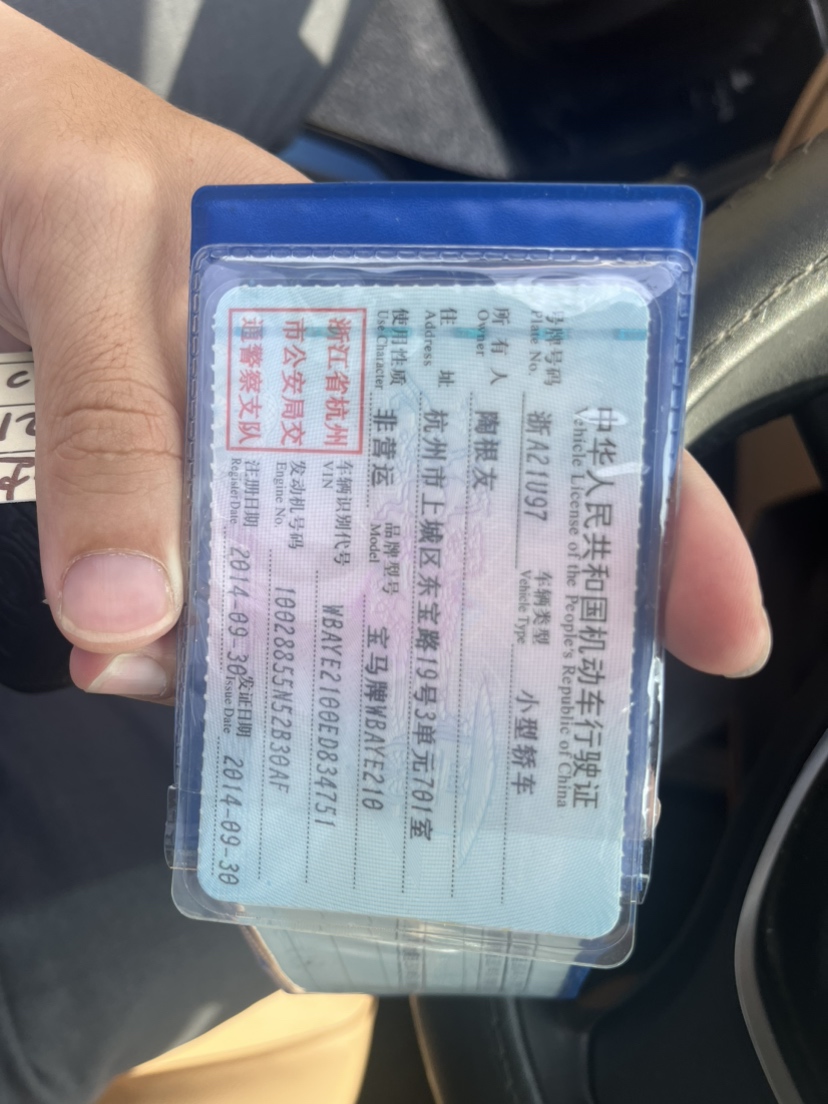 中华人民共和国机动车行驶证
Vehicle License of the People's Republic of China
号牌号码 浙A21U97 车辆类型 小型轿车
Plate No. Vehicle Type
所有人 陶根友
Owner
住址 杭州市上城区东宝路19号3单元701室
Address
使用性质 非营运 品牌型号 宝马牌WBAYE210
Use Character Model
浙江省杭州
市公安局交
通警察支队
车辆识别代号 WBAYE2100ED834751
VIN
发动机号码 10028855N52B30AF
Engine No.
注册日期 2014-09-30 发证日期 2014-09-30
Register Date Issue Date